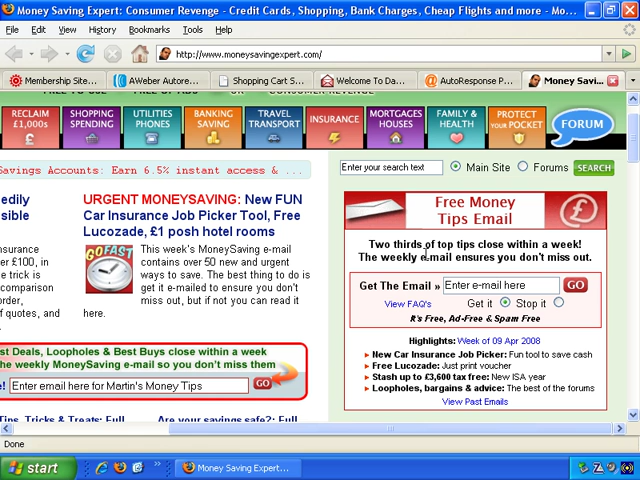 Money Saving Expert: Consumer Revenge - Credit Cards, Shopping, Bank Charges, Cheap Flights and more - Mo...
File Edit View History Bookmarks Tools Help
http://www.moneysavingexpert.com/
Membership Site... AWeber Autore... Shopping Cart S... Welcome To Da... AutoResponse P... Money Savi...
CONSUMER REVENGE
RECLAIM £1,000s
SHOPPING SPENDING
UTILITIES PHONES
BANKING SAVING
TRAVEL TRANSPORT
INSURANCE
MORTGAGES HOUSES
FAMILY & HEALTH
PROTECT YOUR POCKET
FORUM
Savings Accounts: Earn 6.5% instant access & ...
Enter your search text Main Site Forums SEARCH
edily
sible
nsurance
er £100, in
e trick is
comparison
order,
f quotes, and
URGENT MONEYSAVING: New FUN
Car Insurance Job Picker Tool, Free
Lucozade, £1 posh hotel rooms
GO FAST
This week's MoneySaving e-mail
contains over 50 new and urgent
ways to save. The best thing to do is
get it emailed to ensure you don't
miss out, but if not you can read it
here.
st Deals, Loopholes & Best Buys close within a week
the weekly MoneySaving e-mail so you don't miss them
e! Enter email here for Martin's Money Tips GO
Tips, Tricks & Treats: Full Are your savings safe?: Full
Free Money
Tips Email
£
Two thirds of top tips close within a week!
The weekly e-mail ensures you don't miss out.
Get The Email » Enter email here GO
View FAQ's Get it Stop it
It's Free, Ad-Free & Spam Free
Highlights: Week of 09 Apr 2008
New Car Insurance Job Picker: Fun tool to save cash
Free Lucozade: Just print voucher
Stash up to £3,600 tax free: New ISA year
Loopholes, bargains & advice: The best of the forums
View Past Emails
Done
start Money Saving Expert...